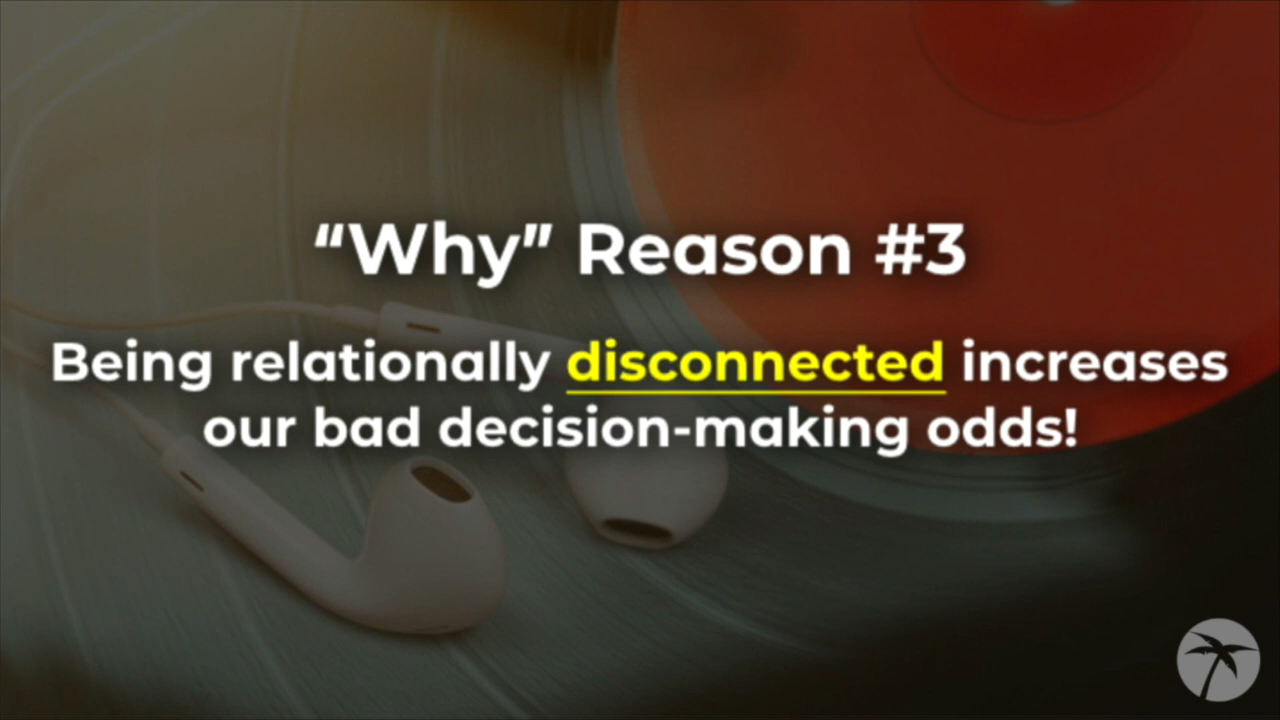 “Why” Reason #3
Being relationally disconnected increases
our bad decision-making odds!